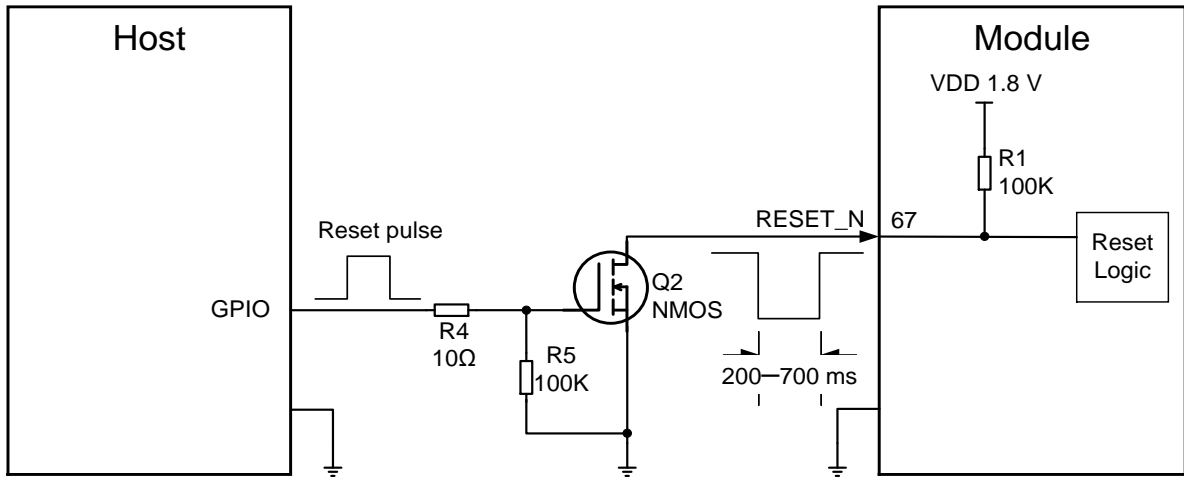 Host
Module
VDD 1.8 V
R1
100K
RESET_N
67
Reset
Logic
Reset pulse
GPIO
R4
10Ω
R5
100K
Q2
NMOS
200—700 ms